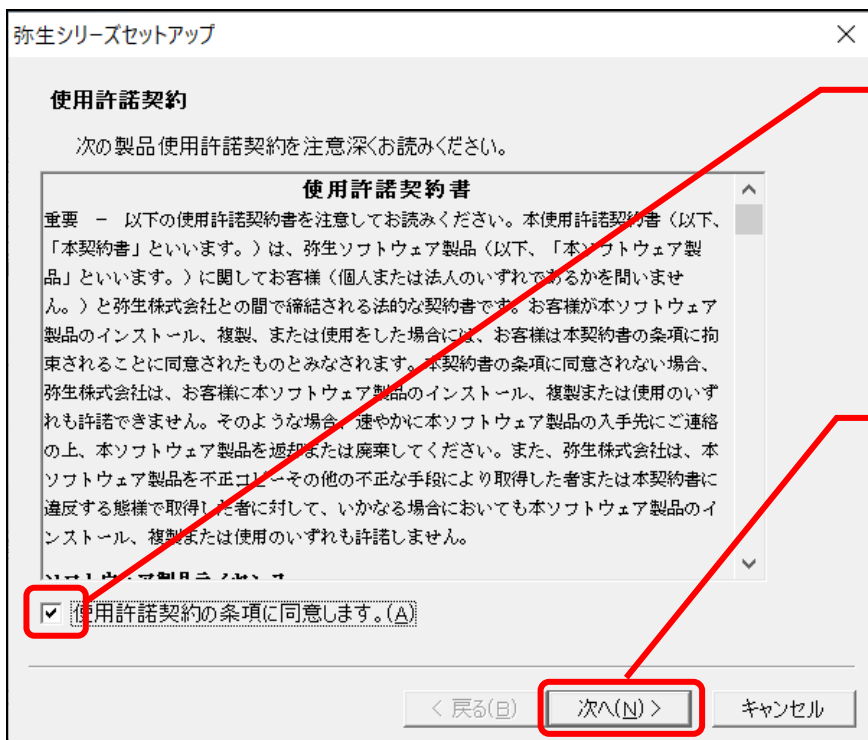 弥生シリーズセットアップ
使用許諾契約
次の製品使用許諾契約を注意深くお読みください。
使用許諾契約書
重要 － 以下の使用許諾契約書を注意してお読みください。本使用許諾契約書（以下、
「本契約書」といいます。）は、弥生ソフトウェア製品（以下、「本ソフトウェア製
品」といいます。）に関してお客様（個人または法人のいずれであるかを問いませ
ん。）と弥生株式会社との間で締結される法的な契約書です。お客様が本ソフトウェア
製品のインストール、複製、または使用をした場合には、お客様は本契約書の条項に拘
束されることに同意されたものとみなされます。本契約書の条項に同意されない場合、
弥生株式会社は、お客様に本ソフトウェア製品のインストール、複製または使用のいず
れも許諾できません。そのような場合、速やかに本ソフトウェア製品の入手先にご連絡
の上、本ソフトウェア製品を返却または廃棄してください。また、弥生株式会社は、本
ソフトウェア製品を不正コピーその他の不正な手段により取得した者または本契約書に
違反する態様で取得した者に対して、いかなる場合においても本ソフトウェア製品のイ
ンストール、複製または使用のいずれも許諾しません。
ソフトウェア製品ライセンス
使用許諾契約の条項に同意します。(A)
< 戻る(B)
次へ(N) >
キャンセル